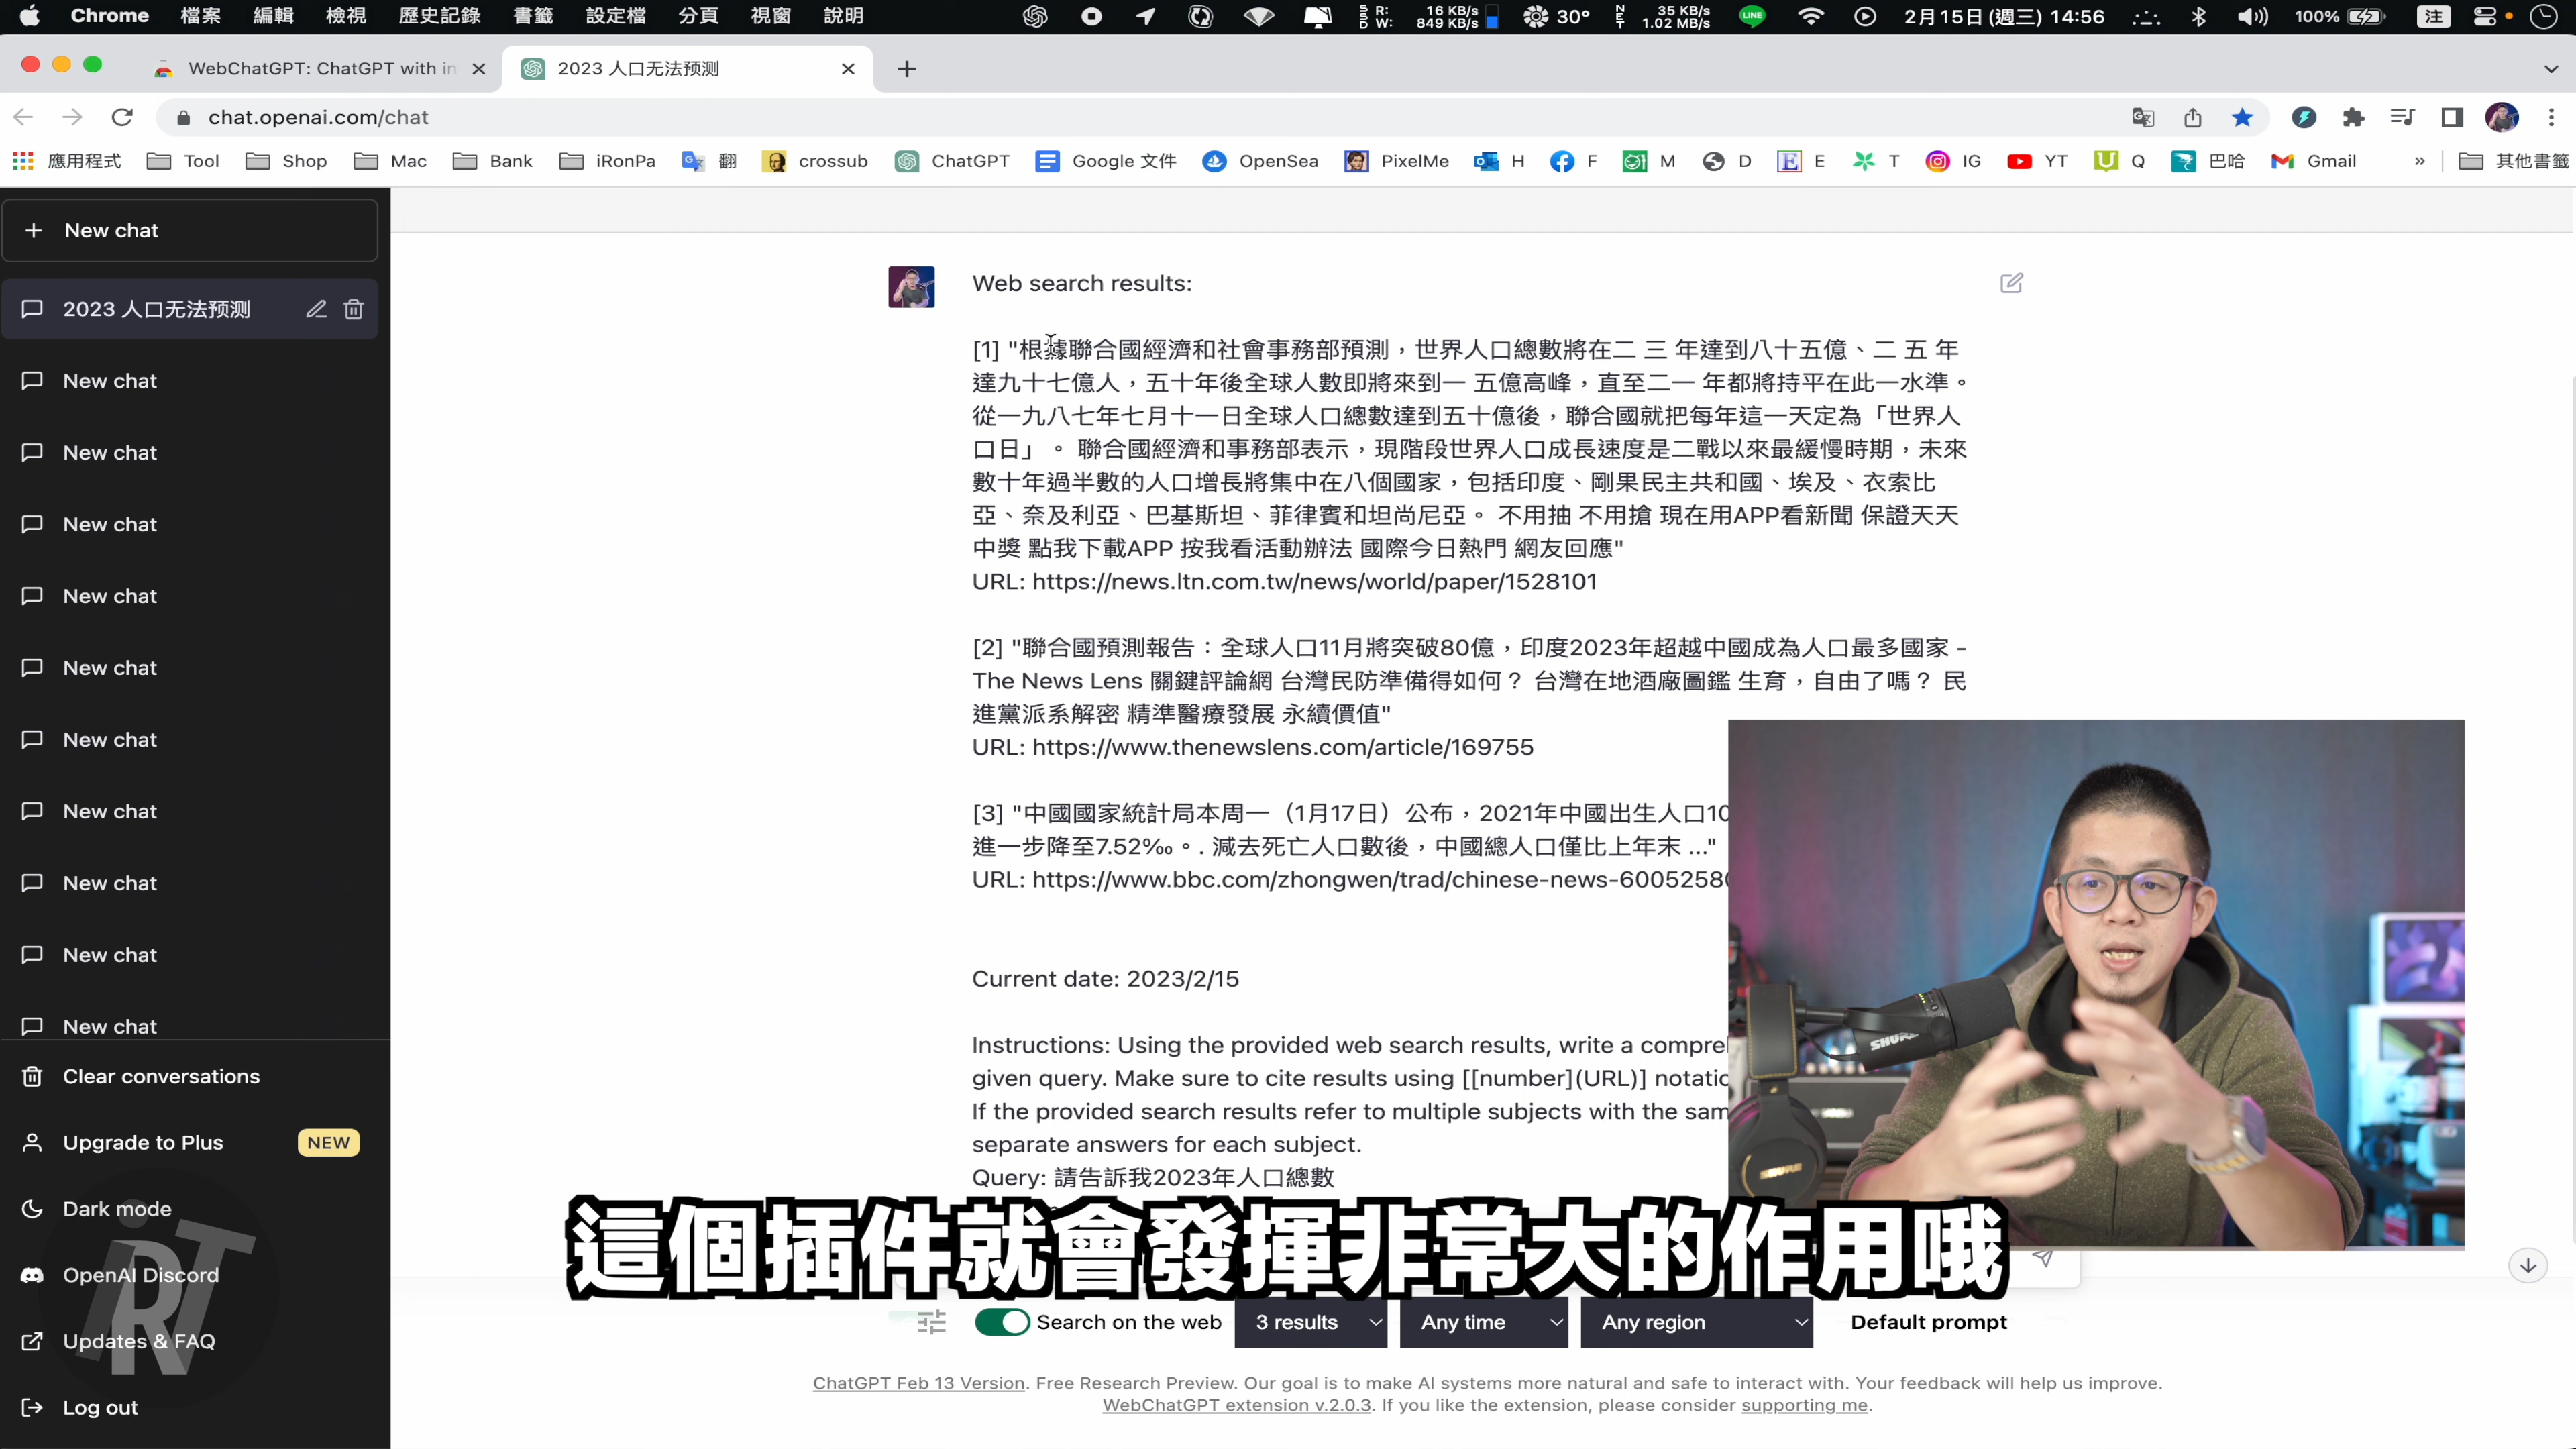 Chrome 檔案 編輯 檢視 歷史記錄 書籤 設定檔 分頁 視窗 說明 SSD R: 16 KB/s W: 849 KB/s 30° NET 35 KB/s 1.02 MB/s LINE 2月15日(週三) 14:56 100% 注
WebChatGPT: ChatGPT with in 2023 人口无法预测
chat.openai.com/chat
應用程式 Tool Shop Mac Bank iRonPa 翻 crossub ChatGPT Google 文件 OpenSea PixelMe H F M D E T IG YT Q 巴哈 Gmail » 其他書籤
New chat
2023 人口无法预测
New chat
New chat
New chat
New chat
New chat
New chat
New chat
New chat
New chat
New chat
Clear conversations
Upgrade to Plus NEW
Dark mode
OpenAI Discord
Updates & FAQ
Log out
iRT
Web search results:
[1] "根據聯合國經濟和社會事務部預測，世界人口總數將在二 三 年達到八十五億、二 五 年
達九十七億人，五十年後全球人數即將來到一 五億高峰，直至二一 年都將持平在此一水準。
從一九八七年七月十一日全球人口總數達到五十億後，聯合國就把每年這一天定為「世界人
口日」。 聯合國經濟和事務部表示，現階段世界人口成長速度是二戰以來最緩慢時期，未來
數十年過半數的人口增長將集中在八個國家，包括印度、剛果民主共和國、埃及、衣索比
亞、奈及利亞、巴基斯坦、菲律賓和坦尚尼亞。 不用抽 不用搶 現在用APP看新聞 保證天天
中獎 點我下載APP 按我看活動辦法 國際今日熱門 網友回應"
URL: https://news.ltn.com.tw/news/world/paper/1528101
[2] "聯合國預測報告：全球人口11月將突破80億，印度2023年超越中國成為人口最多國家 -
The News Lens 關鍵評論網 台灣民防準備得如何？ 台灣在地酒廠圖鑑 生育，自由了嗎？ 民
進黨派系解密 精準醫療發展 永續價值"
URL: https://www.thenewslens.com/article/169755
[3] "中國國家統計局本周一（1月17日）公布，2021年中國出生人口10
進一步降至7.52‰。. 減去死亡人口數後，中國總人口僅比上年末 ..."
URL: https://www.bbc.com/zhongwen/trad/chinese-news-6005258
Current date: 2023/2/15
Instructions: Using the provided web search results, write a compre
given query. Make sure to cite results using [[number](URL)] notatio
If the provided search results refer to multiple subjects with the sam
separate answers for each subject.
Query: 請告訴我2023年人口總數
SHURE
SHURE
這個插件就會發揮非常大的作用哦
Search on the web 3 results Any time Any region Default prompt
ChatGPT Feb 13 Version. Free Research Preview. Our goal is to make AI systems more natural and safe to interact with. Your feedback will help us improve.
WebChatGPT extension v.2.0.3. If you like the extension, please consider supporting me.